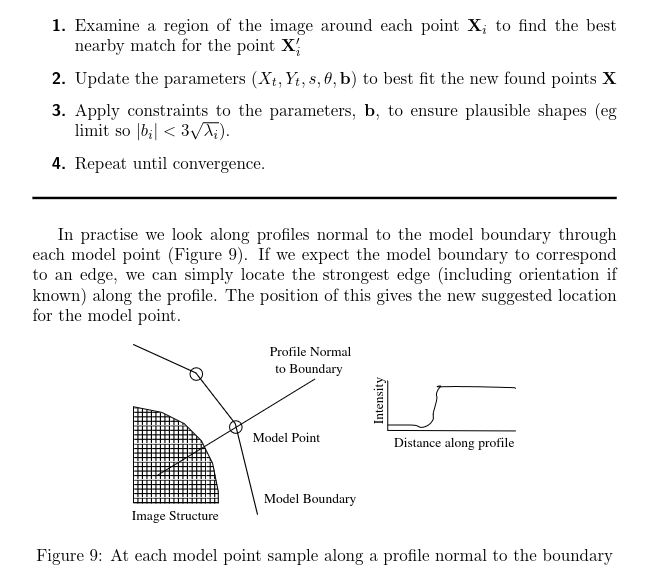 1. Examine a region of the image around each point X_i to find the best
nearby match for the point X'_i
2. Update the parameters (X_t, Y_t, s, θ, b) to best fit the new found points X
3. Apply constraints to the parameters, b, to ensure plausible shapes (eg
limit so |b_i| < 3√λ_i).
4. Repeat until convergence.
In practise we look along profiles normal to the model boundary through
each model point (Figure 9). If we expect the model boundary to correspond
to an edge, we can simply locate the strongest edge (including orientation if
known) along the profile. The position of this gives the new suggested location
for the model point.
Profile Normal
to Boundary
Model Point
Model Boundary
Image Structure
Intensity
Distance along profile
Figure 9: At each model point sample along a profile normal to the boundary